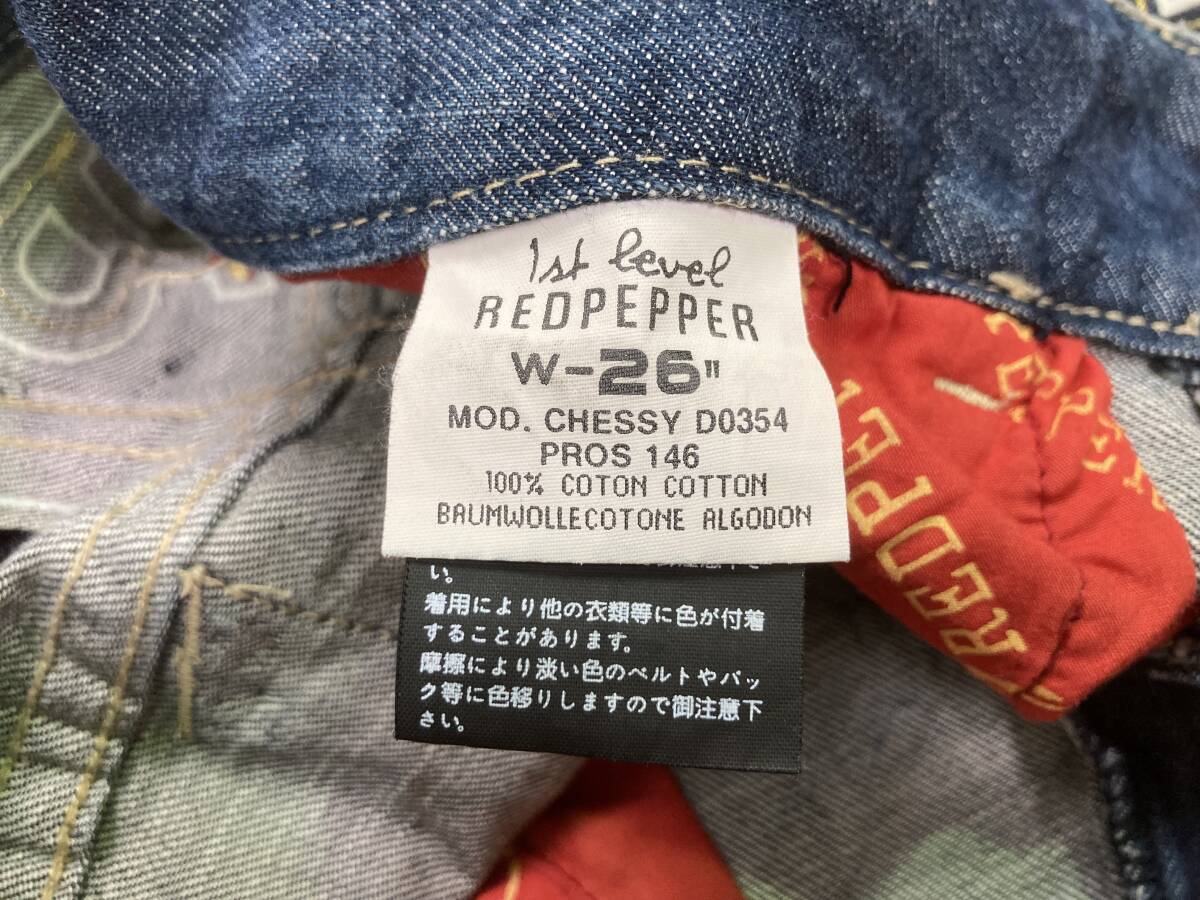 1st level
REDPEPPER
W-26"
MOD. CHESSY D0354
PROS 146
100% COTON COTTON
BAUMWOLLECOTONE ALGODON
い。
着用により他の衣類等に色が付着
することがあります。
摩擦により淡い色のベルトやバッ
ク等に色移りしますので御注意下
さい。
REDPE